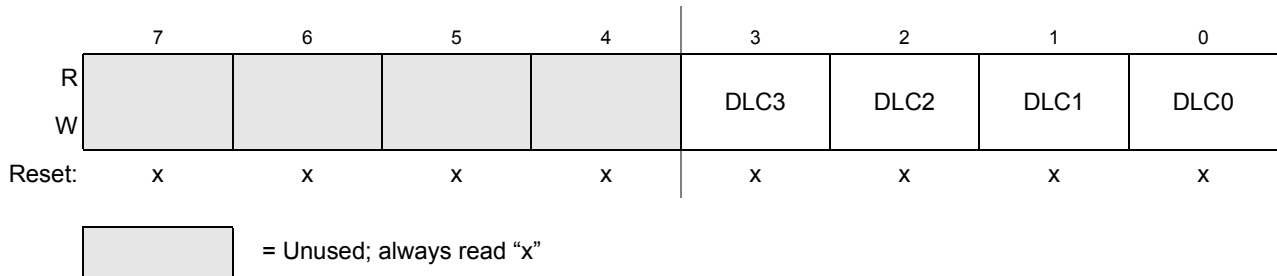 7 6 5 4 3 2 1 0
R
W
DLC3 DLC2 DLC1 DLC0
Reset: x x x x x x x x
= Unused; always read “x”